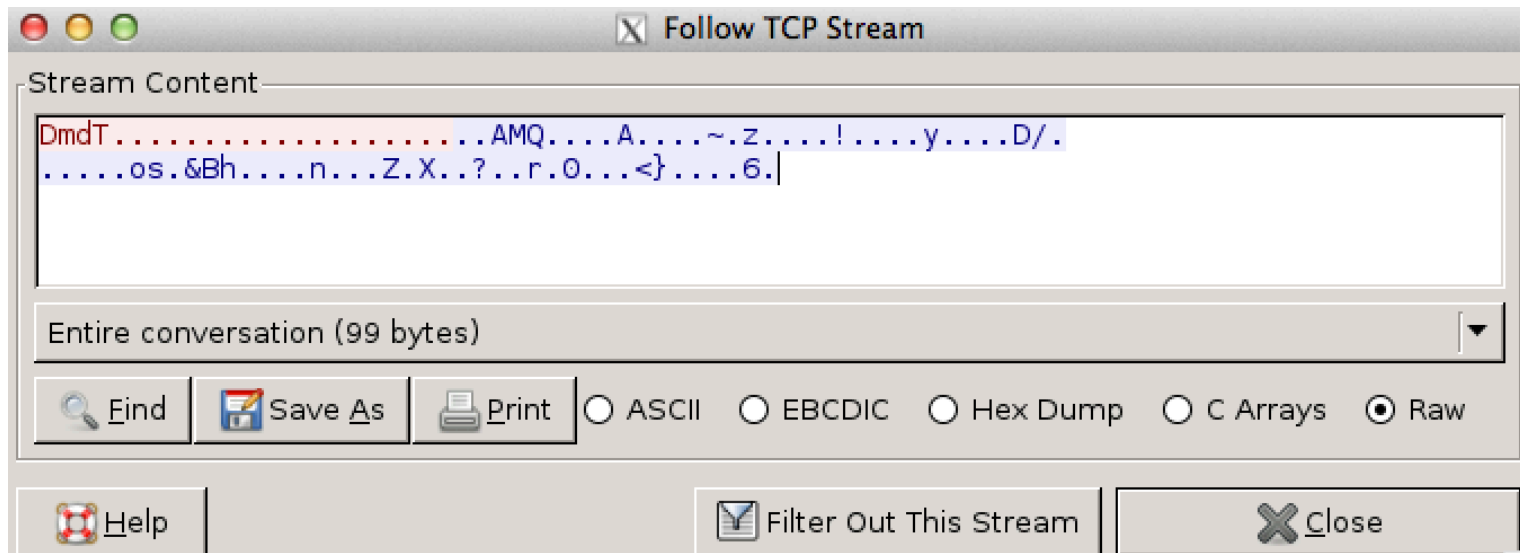 Follow TCP Stream
Stream Content
DmdT.....................AMQ....A....~.z....!....y....D/.
.....os.&Bh....n...Z.X..?..r.0...<}....6.
Entire conversation (99 bytes)
Find Save As Print ASCII EBCDIC Hex Dump C Arrays Raw
Help Filter Out This Stream Close